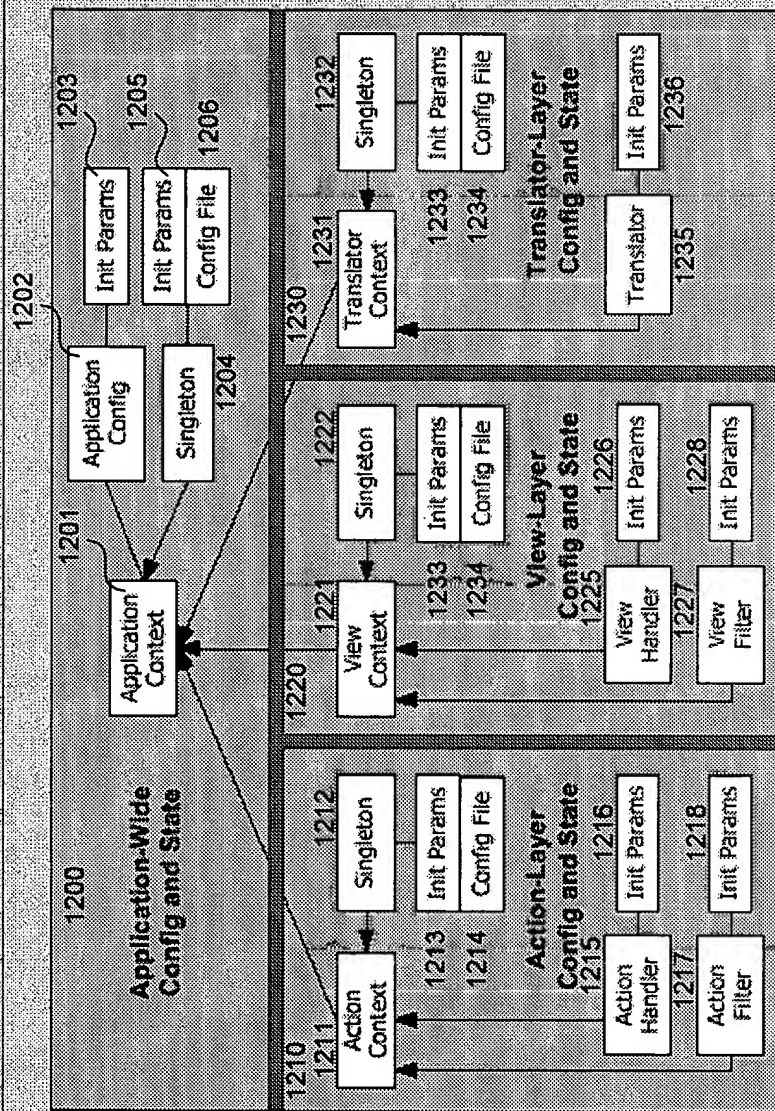 1200
Application-Wide
Config and State
1201
Application
Context
1202
Application
Config
1203
Init Params
Singleton
1204
1205
Init Params
1206
Config File
1210
1211
Action
Context
1212
Singleton
1213
Init Params
1214
Config File
Action-Layer
Config and State
1215
Action
Handler
1216
Init Params
1217
Action
Filter
1218
Init Params
1220
1221
View
Context
1222
Singleton
1233
Init Params
1234
Config File
View-Layer
Config and State
1225
View
Handler
1226
Init Params
1227
View
Filter
1228
Init Params
1230
1231
Translator
Context
1232
Singleton
1233
Init Params
1234
Config File
Translator-Layer
Config and State
Translator
1235
Init Params
1236